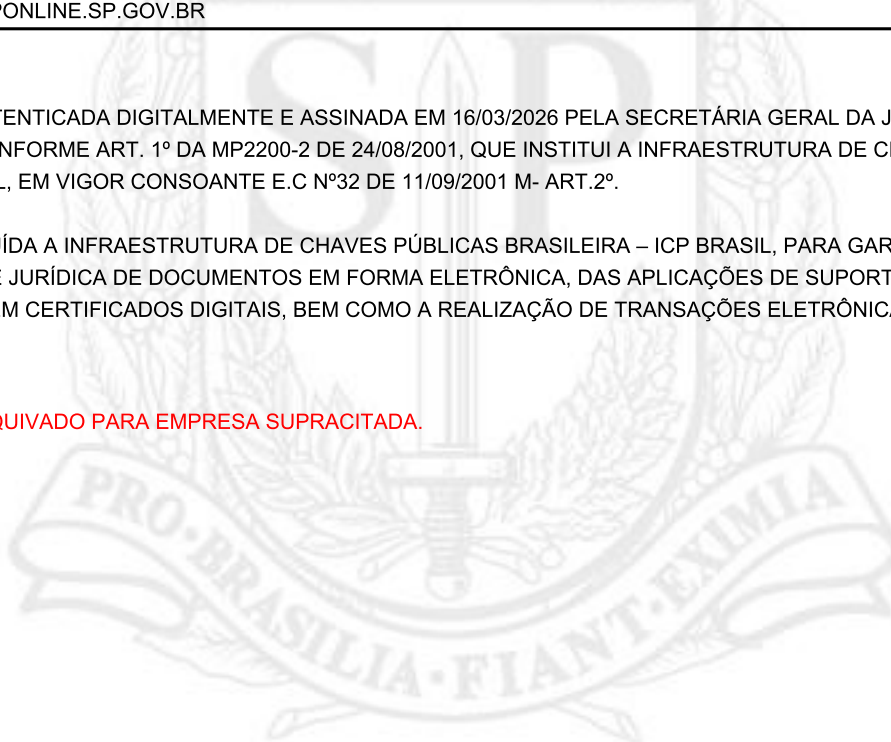 PONLINE.SP.GOV.BR
TENTICADA DIGITALMENTE E ASSINADA EM 16/03/2026 PELA SECRETÁRIA GERAL DA J
NFORME ART. 1º DA MP2200-2 DE 24/08/2001, QUE INSTITUI A INFRAESTRUTURA DE C
L, EM VIGOR CONSOANTE E.C Nº32 DE 11/09/2001 M- ART.2º.
ÍDA A INFRAESTRUTURA DE CHAVES PÚBLICAS BRASILEIRA – ICP BRASIL, PARA GAR
E JURÍDICA DE DOCUMENTOS EM FORMA ELETRÔNICA, DAS APLICAÇÕES DE SUPORT
EM CERTIFICADOS DIGITAIS, BEM COMO A REALIZAÇÃO DE TRANSAÇÕES ELETRÔNICA
QUIVADO PARA EMPRESA SUPRACITADA.
SP
PRO·BRASILIA·FIANT·EXIMIA